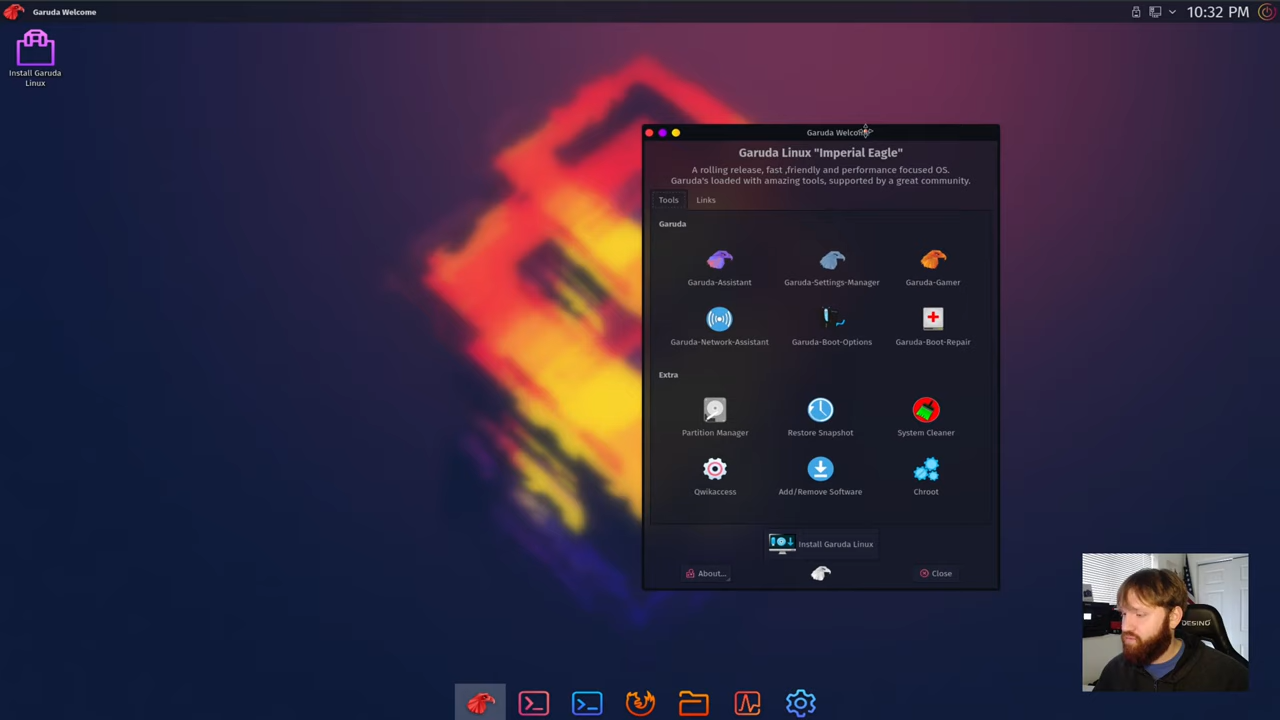 Garuda Welcome
10:32 PM
Install Garuda
Linux
Garuda Welcome
Garuda Linux "Imperial Eagle"
A rolling release, fast ,friendly and performance focused OS.
Garuda's loaded with amazing tools, supported by a great community.
Tools
Links
Garuda
Garuda-Assistant
Garuda-Settings-Manager
Garuda-Gamer
Garuda-Network-Assistant
Garuda-Boot-Options
Garuda-Boot-Repair
Extra
Partition Manager
Restore Snapshot
System Cleaner
Qwikaccess
Add/Remove Software
Chroot
Install Garuda Linux
About...
Close
DESINO